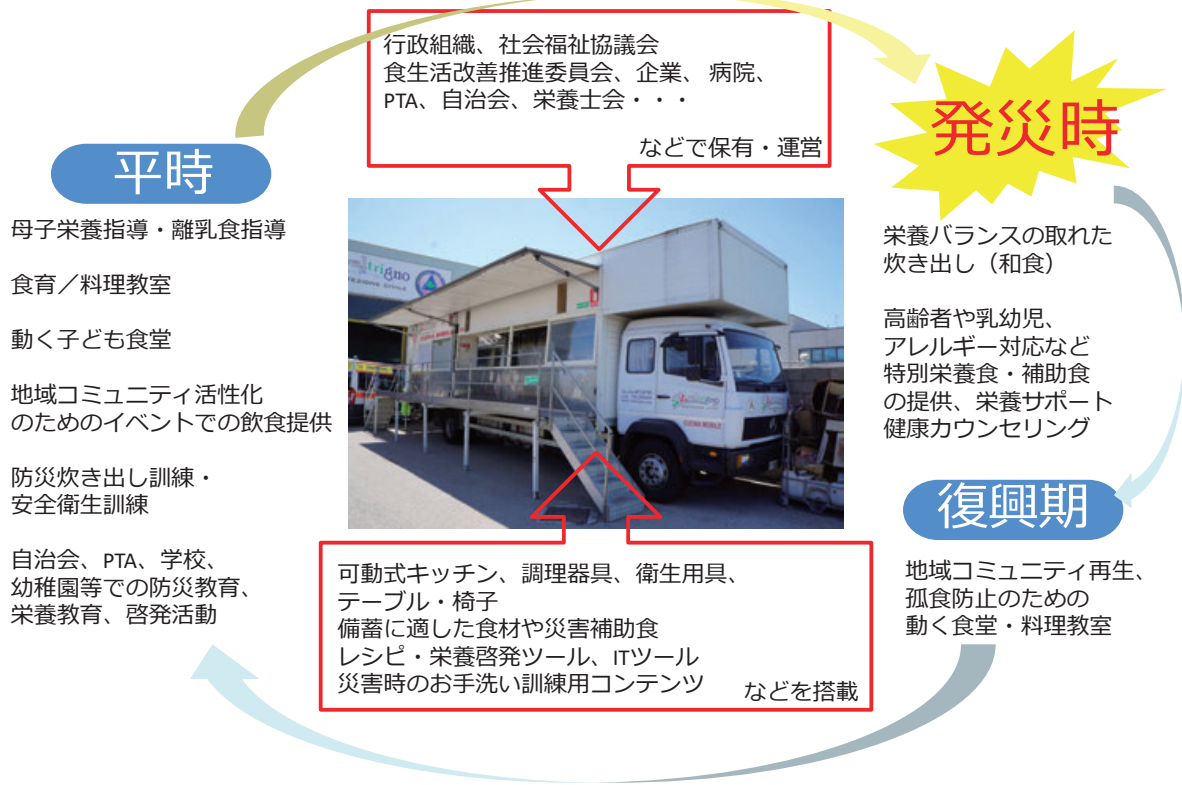 行政組織、社会福祉協議会
食生活改善推進委員会、企業、 病院、
PTA、自治会、栄養士会・・・
などで保有・運営
平時
母子栄養指導・離乳食指導
食育／料理教室
動く子ども食堂
地域コミュニティ活性化
のためのイベントでの飲食提供
防災炊き出し訓練・
安全衛生訓練
自治会、PTA、学校、
幼稚園等での防災教育、
栄養教育、啓発活動
発災時
栄養バランスの取れた
炊き出し（和食）
高齢者や乳幼児、
アレルギー対応など
特別栄養食・補助食
の提供、栄養サポート
健康カウンセリング
復興期
地域コミュニティ再生、
孤食防止のための
動く食堂・料理教室
可動式キッチン、調理器具、衛生用具、
テーブル・椅子
備蓄に適した食材や災害補助食
レシピ・栄養啓発ツール、ITツール
災害時のお手洗い訓練用コンテンツ
などを搭載
trigno
CUCINA MOBILE